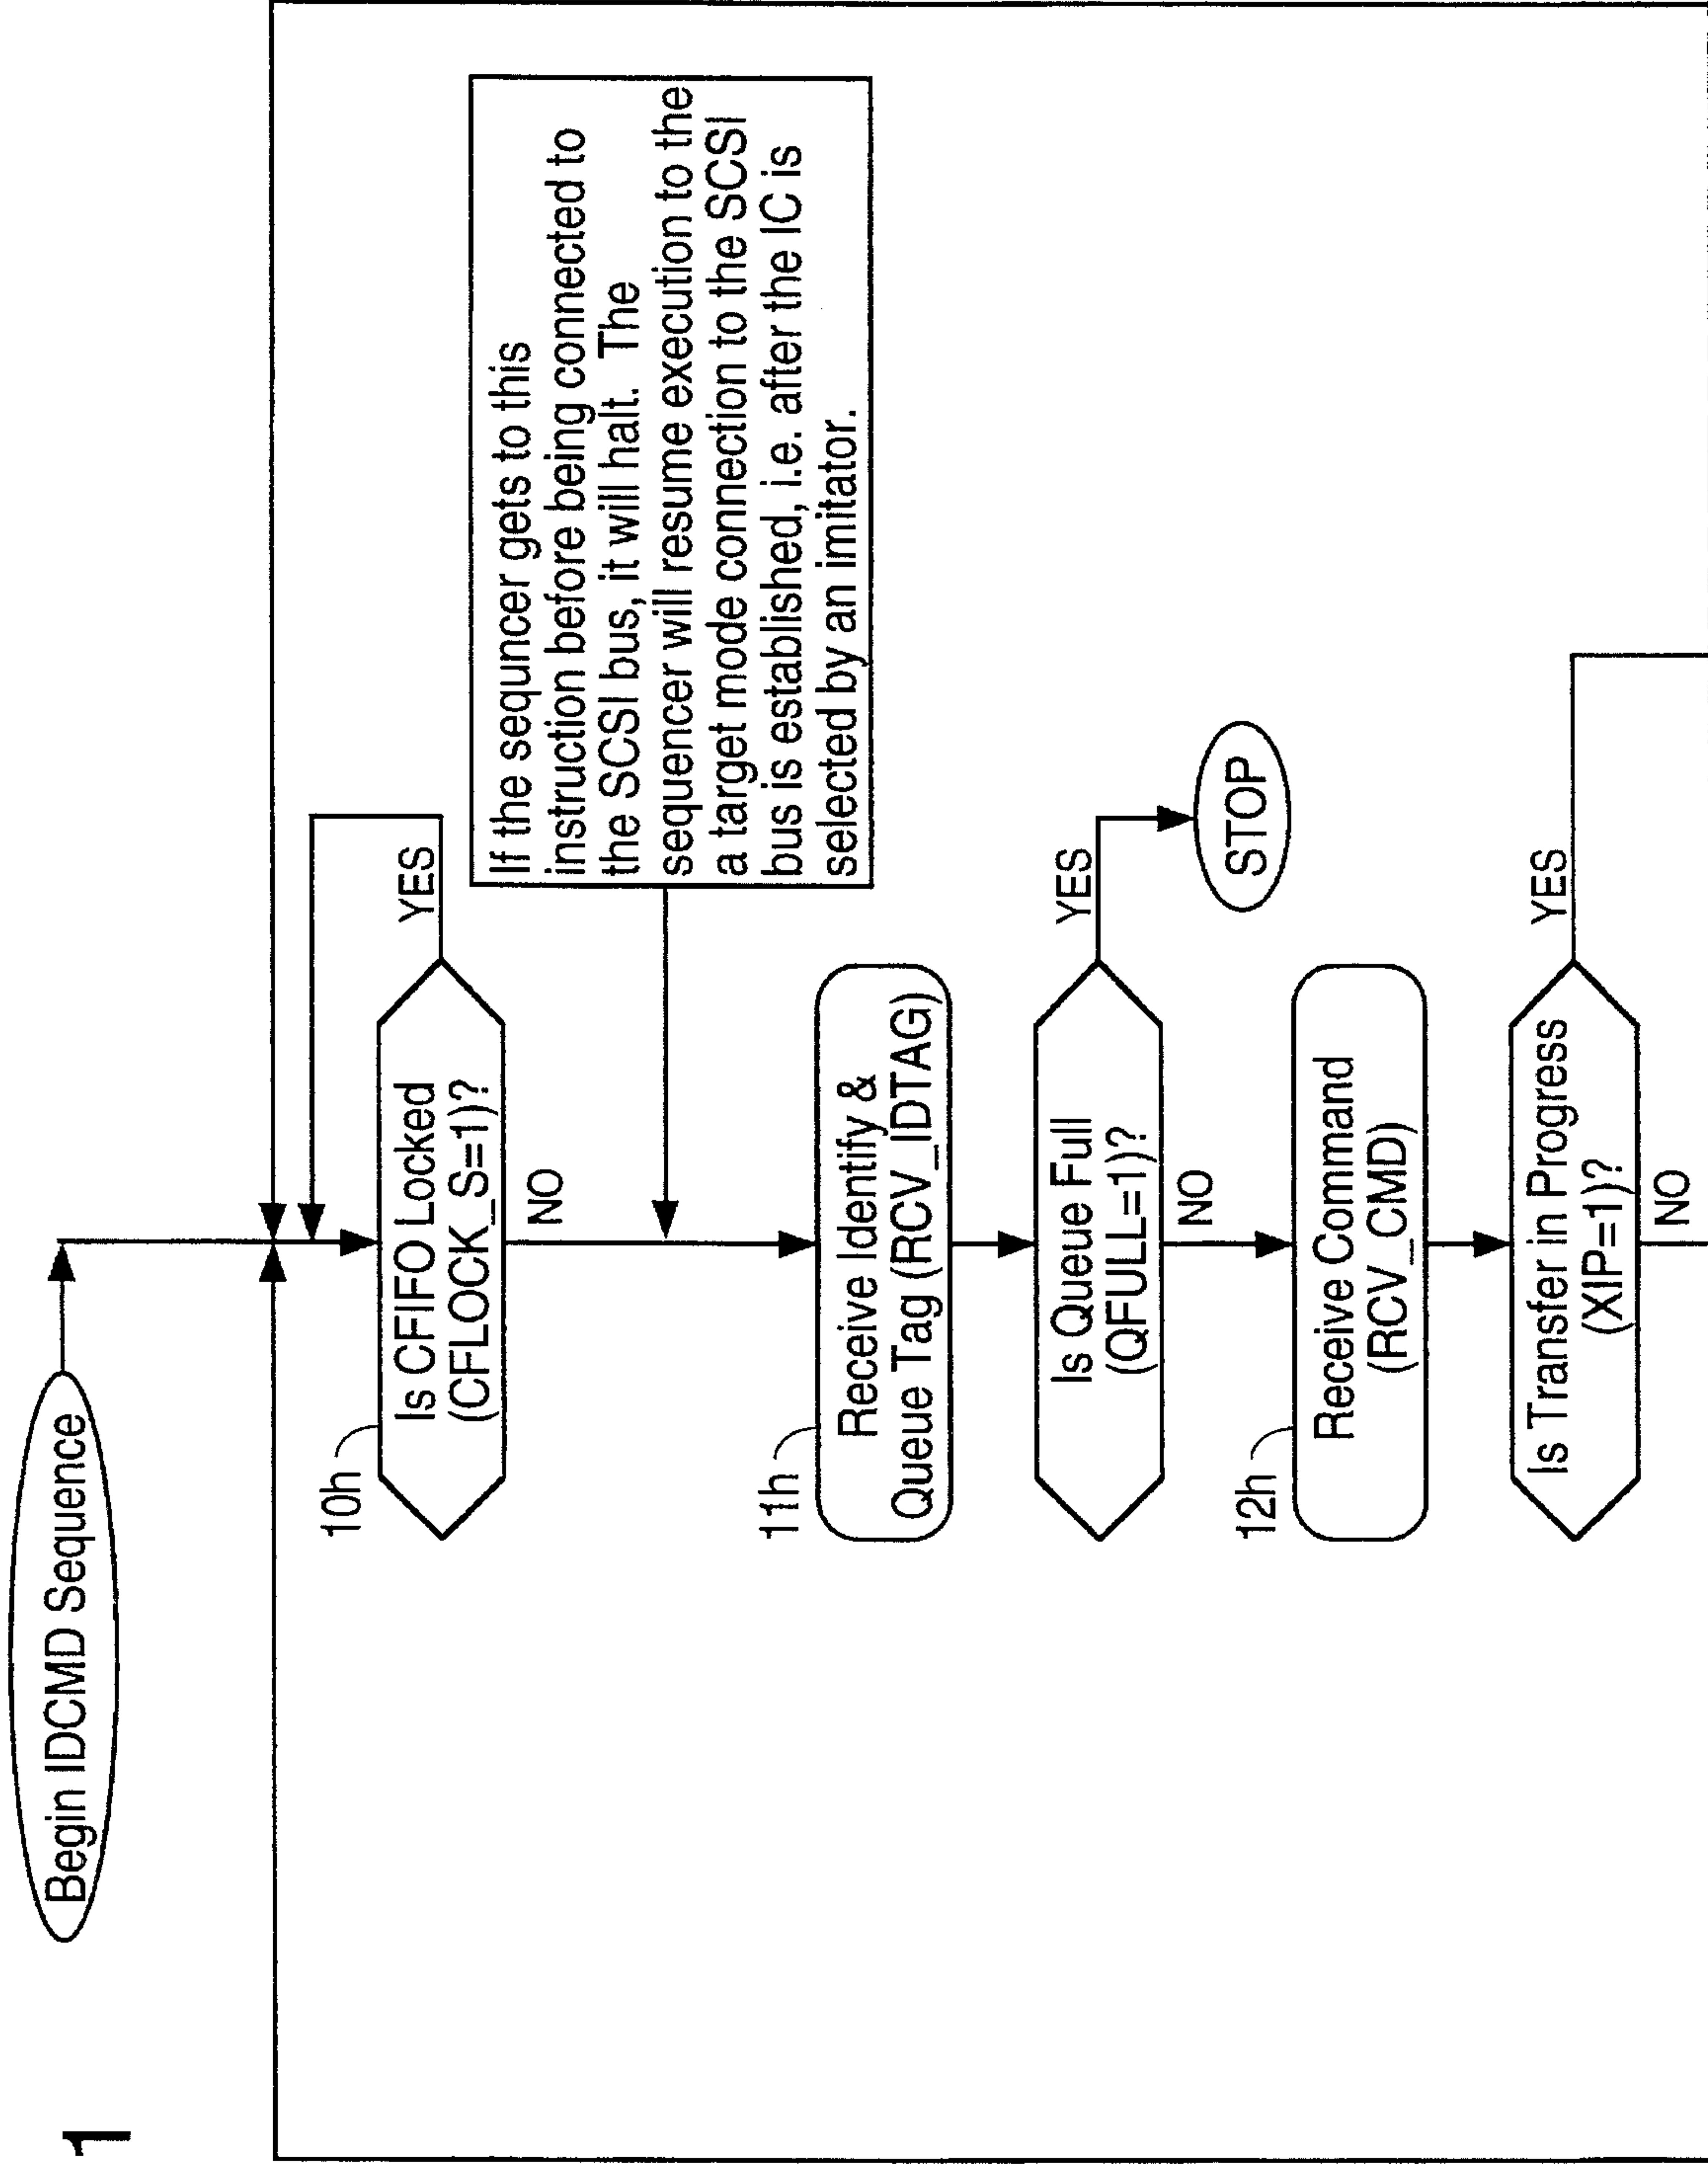 1
Begin IDCMD Sequence
10h
Is CFIFO Locked
(CFLOCK_S=1)?
YES
NO
If the sequncer gets to this
instruction before being connected to
the SCSI bus, it will halt. The
sequencer will resume execution to the
a target mode connection to the SCSI
bus is established, i.e. after the IC is
selected by an imitator.
11h
Receive Identify &
Queue Tag (RCV_IDTAG)
Is Queue Full
(QFULL=1)?
YES
STOP
NO
12h
Receive Command
(RCV_CMD)
Is Transfer in Progress
(XIP=1)?
YES
NO